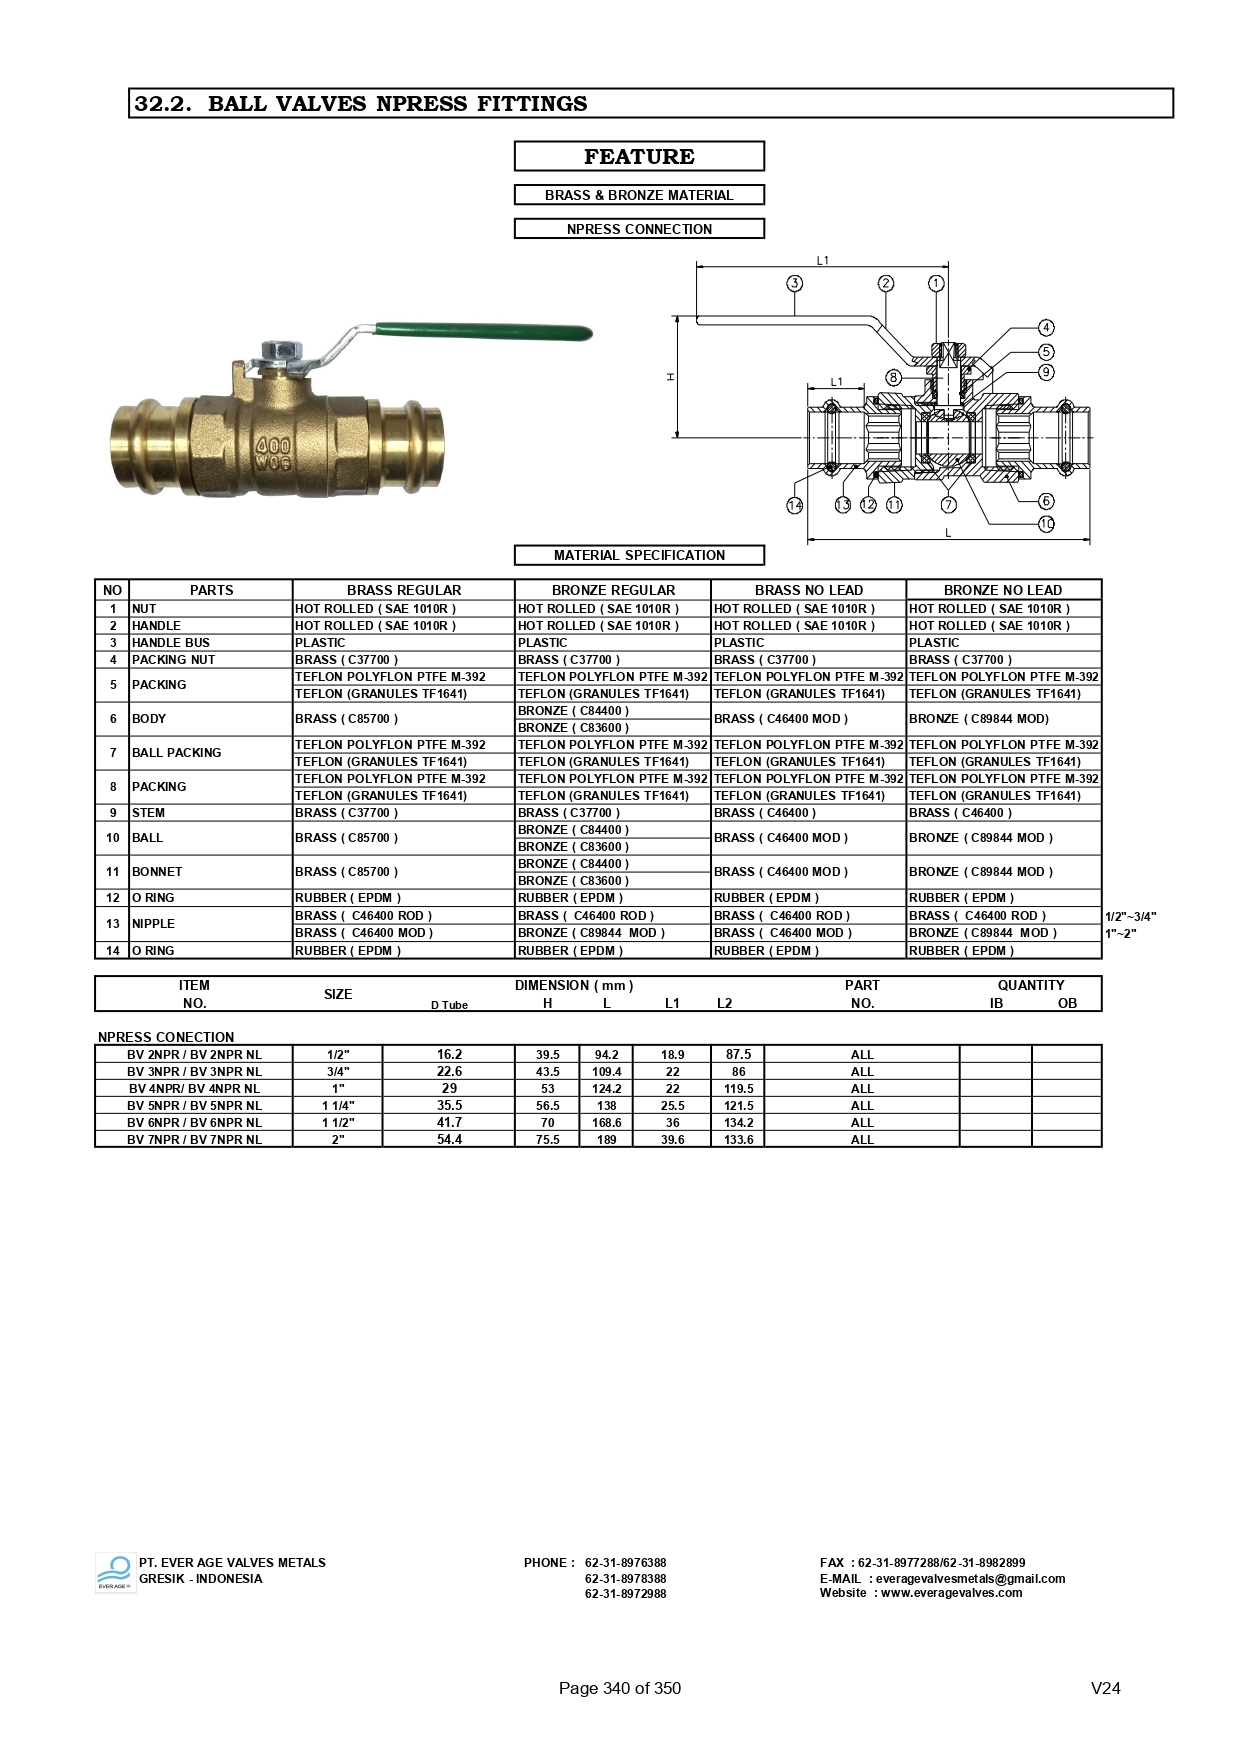 32.2. BALL VALVES NPRESS FITTINGS
FEATURE
BRASS & BRONZE MATERIAL
NPRESS CONNECTION
400
WOG
L1
3 2 1
4
5
9
8
H
L1
14 13 12 11 7 6
10
L
MATERIAL SPECIFICATION
NO PARTS BRASS REGULAR BRONZE REGULAR BRASS NO LEAD BRONZE NO LEAD
1 NUT HOT ROLLED ( SAE 1010R ) HOT ROLLED ( SAE 1010R ) HOT ROLLED ( SAE 1010R ) HOT ROLLED ( SAE 1010R )
2 HANDLE HOT ROLLED ( SAE 1010R ) HOT ROLLED ( SAE 1010R ) HOT ROLLED ( SAE 1010R ) HOT ROLLED ( SAE 1010R )
3 HANDLE BUS PLASTIC PLASTIC PLASTIC PLASTIC
4 PACKING NUT BRASS ( C37700 ) BRASS ( C37700 ) BRASS ( C37700 ) BRASS ( C37700 )
5 PACKING TEFLON POLYFLON PTFE M-392 TEFLON POLYFLON PTFE M-392 TEFLON POLYFLON PTFE M-392 TEFLON POLYFLON PTFE M-392
TEFLON (GRANULES TF1641) TEFLON (GRANULES TF1641) TEFLON (GRANULES TF1641) TEFLON (GRANULES TF1641)
6 BODY BRASS ( C85700 ) BRONZE ( C84400 ) BRASS ( C46400 MOD ) BRONZE ( C89844 MOD)
BRONZE ( C83600 )
7 BALL PACKING TEFLON POLYFLON PTFE M-392 TEFLON POLYFLON PTFE M-392 TEFLON POLYFLON PTFE M-392 TEFLON POLYFLON PTFE M-392
TEFLON (GRANULES TF1641) TEFLON (GRANULES TF1641) TEFLON (GRANULES TF1641) TEFLON (GRANULES TF1641)
8 PACKING TEFLON POLYFLON PTFE M-392 TEFLON POLYFLON PTFE M-392 TEFLON POLYFLON PTFE M-392 TEFLON POLYFLON PTFE M-392
TEFLON (GRANULES TF1641) TEFLON (GRANULES TF1641) TEFLON (GRANULES TF1641) TEFLON (GRANULES TF1641)
9 STEM BRASS ( C37700 ) BRASS ( C37700 ) BRASS ( C46400 ) BRASS ( C46400 )
10 BALL BRASS ( C85700 ) BRONZE ( C84400 ) BRASS ( C46400 MOD ) BRONZE ( C89844 MOD )
BRONZE ( C83600 )
11 BONNET BRASS ( C85700 ) BRONZE ( C84400 ) BRASS ( C46400 MOD ) BRONZE ( C89844 MOD )
BRONZE ( C83600 )
12 O RING RUBBER ( EPDM ) RUBBER ( EPDM ) RUBBER ( EPDM ) RUBBER ( EPDM )
13 NIPPLE BRASS ( C46400 ROD ) BRASS ( C46400 ROD ) BRASS ( C46400 ROD ) BRASS ( C46400 ROD ) 1/2"~3/4"
BRASS ( C46400 MOD ) BRONZE ( C89844 MOD ) BRASS ( C46400 MOD ) BRONZE ( C89844 MOD ) 1"~2"
14 O RING RUBBER ( EPDM ) RUBBER ( EPDM ) RUBBER ( EPDM ) RUBBER ( EPDM )
ITEM SIZE DIMENSION ( mm ) PART QUANTITY
NO. D Tube H L L1 L2 NO. IB OB
NPRESS CONECTION
BV 2NPR / BV 2NPR NL 1/2" 16.2 39.5 94.2 18.9 87.5 ALL
BV 3NPR / BV 3NPR NL 3/4" 22.6 43.5 109.4 22 86 ALL
BV 4NPR/ BV 4NPR NL 1" 29 53 124.2 22 119.5 ALL
BV 5NPR / BV 5NPR NL 1 1/4" 35.5 56.5 138 25.5 121.5 ALL
BV 6NPR / BV 6NPR NL 1 1/2" 41.7 70 168.6 36 134.2 ALL
BV 7NPR / BV 7NPR NL 2" 54.4 75.5 189 39.6 133.6 ALL
EVER AGE ®
PT. EVER AGE VALVES METALS PHONE : 62-31-8976388 FAX : 62-31-8977288/62-31-8982899
GRESIK - INDONESIA 62-31-8978388 E-MAIL : everagevalvesmetals@gmail.com
62-31-8972988 Website : www.everagevalves.com
Page 340 of 350 V24